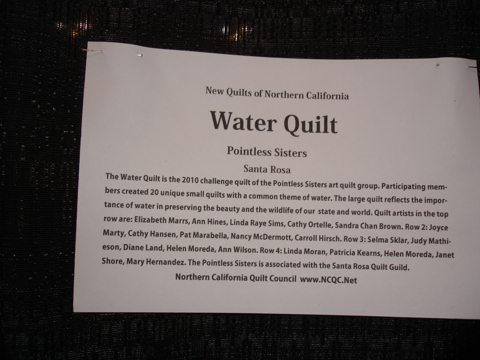 New Quilts of Northern California
Water Quilt
Pointless Sisters
Santa Rosa
The Water Quilt is the 2010 challenge quilt of the Pointless Sisters art quilt group. Participating mem-
bers created 20 unique small quilts with a common theme of water. The large quilt reflects the impor-
tance of water in preserving the beauty and the wildlife of our state and world. Quilt artists in the top
row are: Elizabeth Marrs, Ann Hines, Linda Raye Sims, Cathy Ortelle, Sandra Chan Brown. Row 2: Joyce
Marty, Cathy Hansen, Pat Marabella, Nancy McDermott, Carroll Hirsch. Row 3: Selma Sklar, Judy Mathi-
eson, Diane Land, Helen Moreda, Ann Wilson. Row 4: Linda Moran, Patricia Kearns, Helen Moreda, Janet
Shore, Mary Hernandez. The Pointless Sisters is associated with the Santa Rosa Quilt Guild.
Northern California Quilt Council www.NCQC.Net